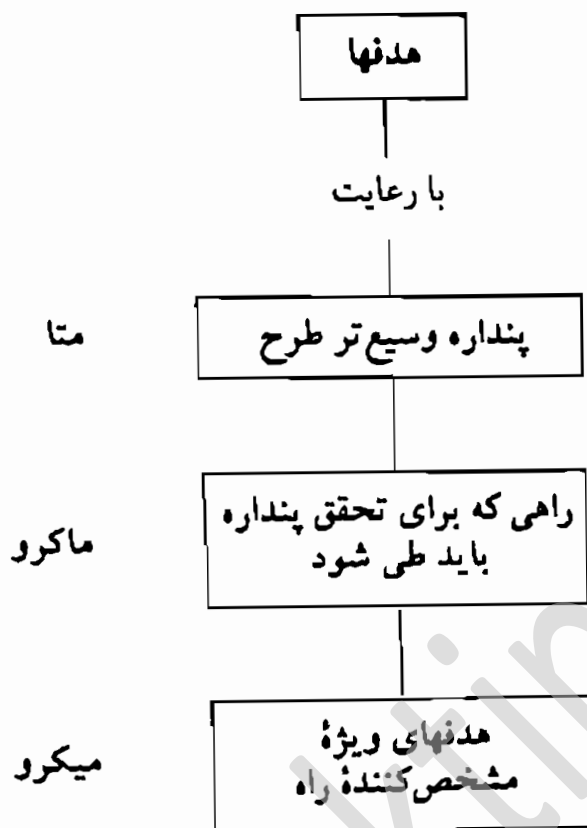 هدفها
با رعایت
پنداره وسیع‌تر طرح
متا
راهی که برای تحقق پنداره
باید طی شود
ماکرو
هدفهای ویژهٔ
مشخص‌کنندهٔ راه
میکرو